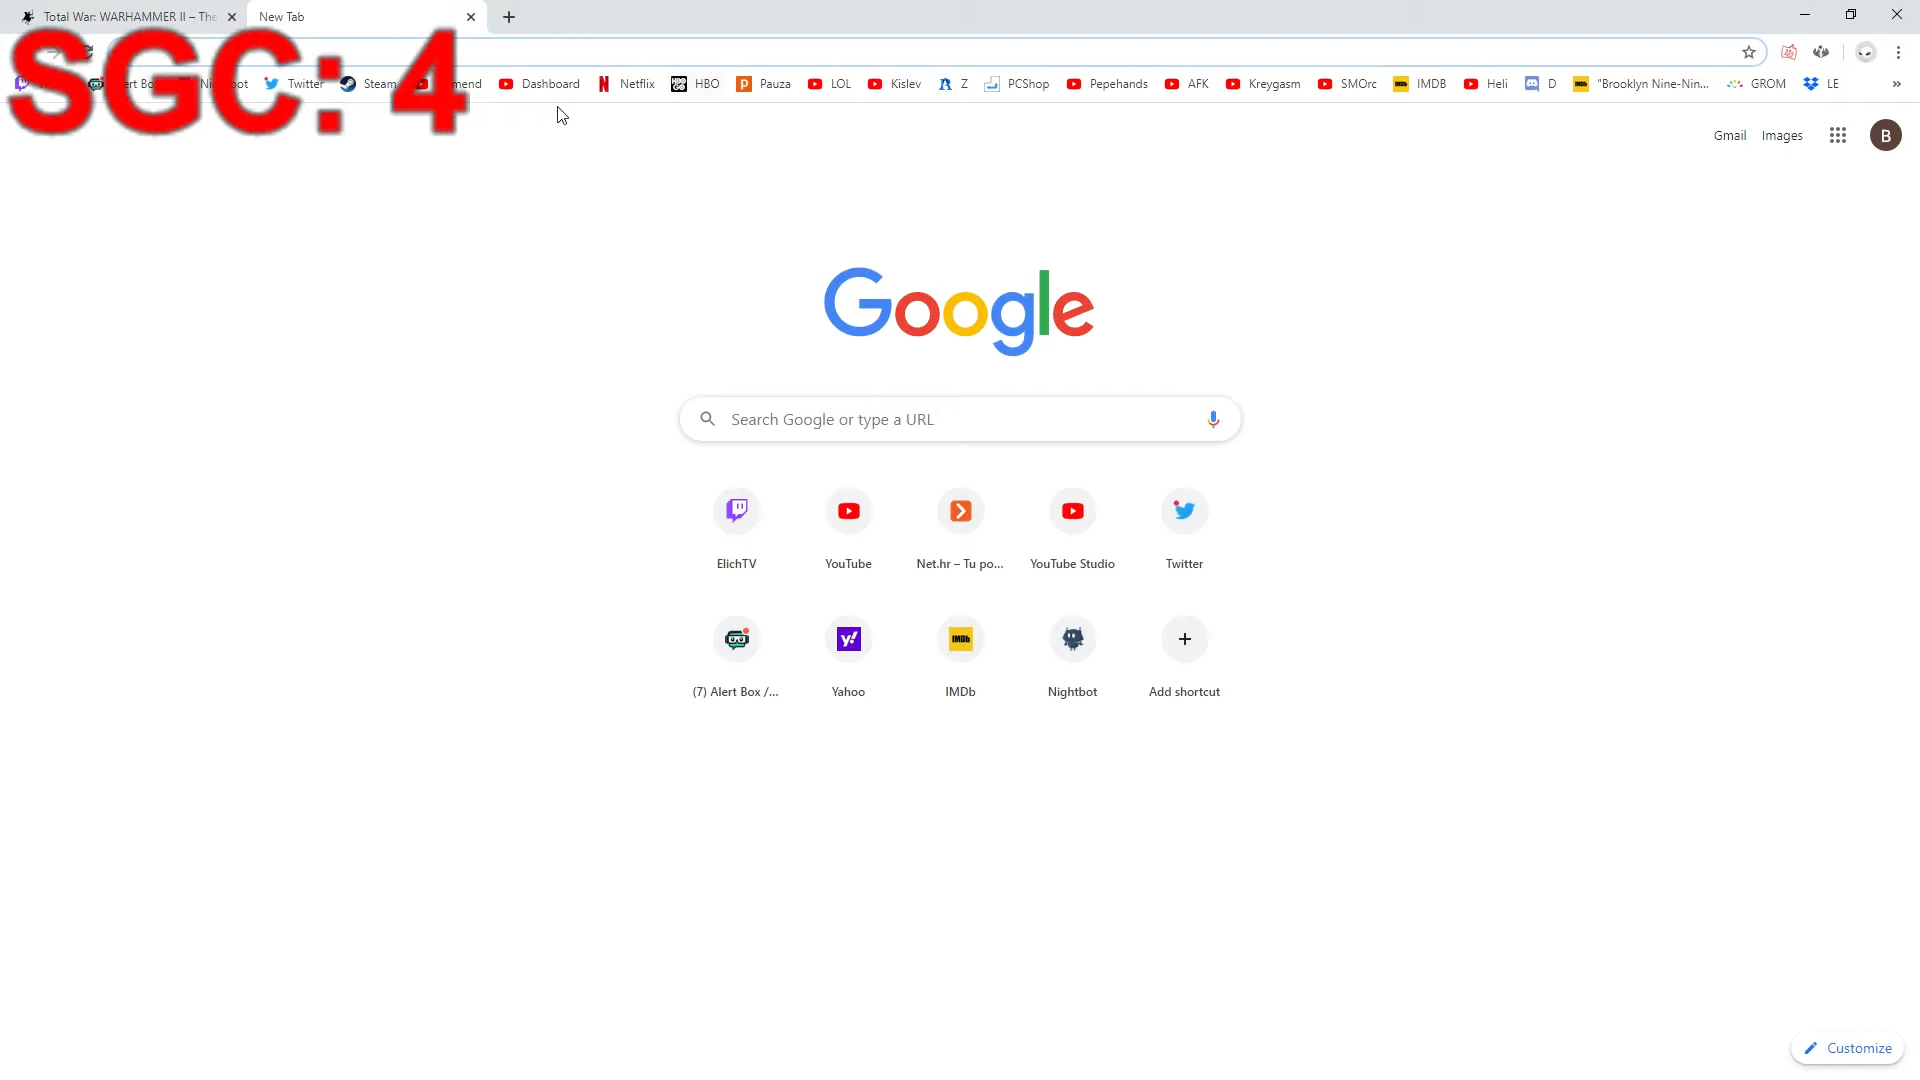 Total War: WARHAMMER II – The
New Tab
SGC: 4
Twitter
Steam
Dashboard
Netflix
HBO
Pauza
LOL
Kislev
Z
PCShop
Pepehands
AFK
Kreygasm
SMOrc
IMDB
Heli
D
"Brooklyn Nine-Nin...
GROM
LE
»
Gmail
Images
B
Google
Search Google or type a URL
ElichTV
YouTube
Net.hr – Tu po...
YouTube Studio
Twitter
(7) Alert Box /...
Yahoo
IMDb
Nightbot
Add shortcut
Customize